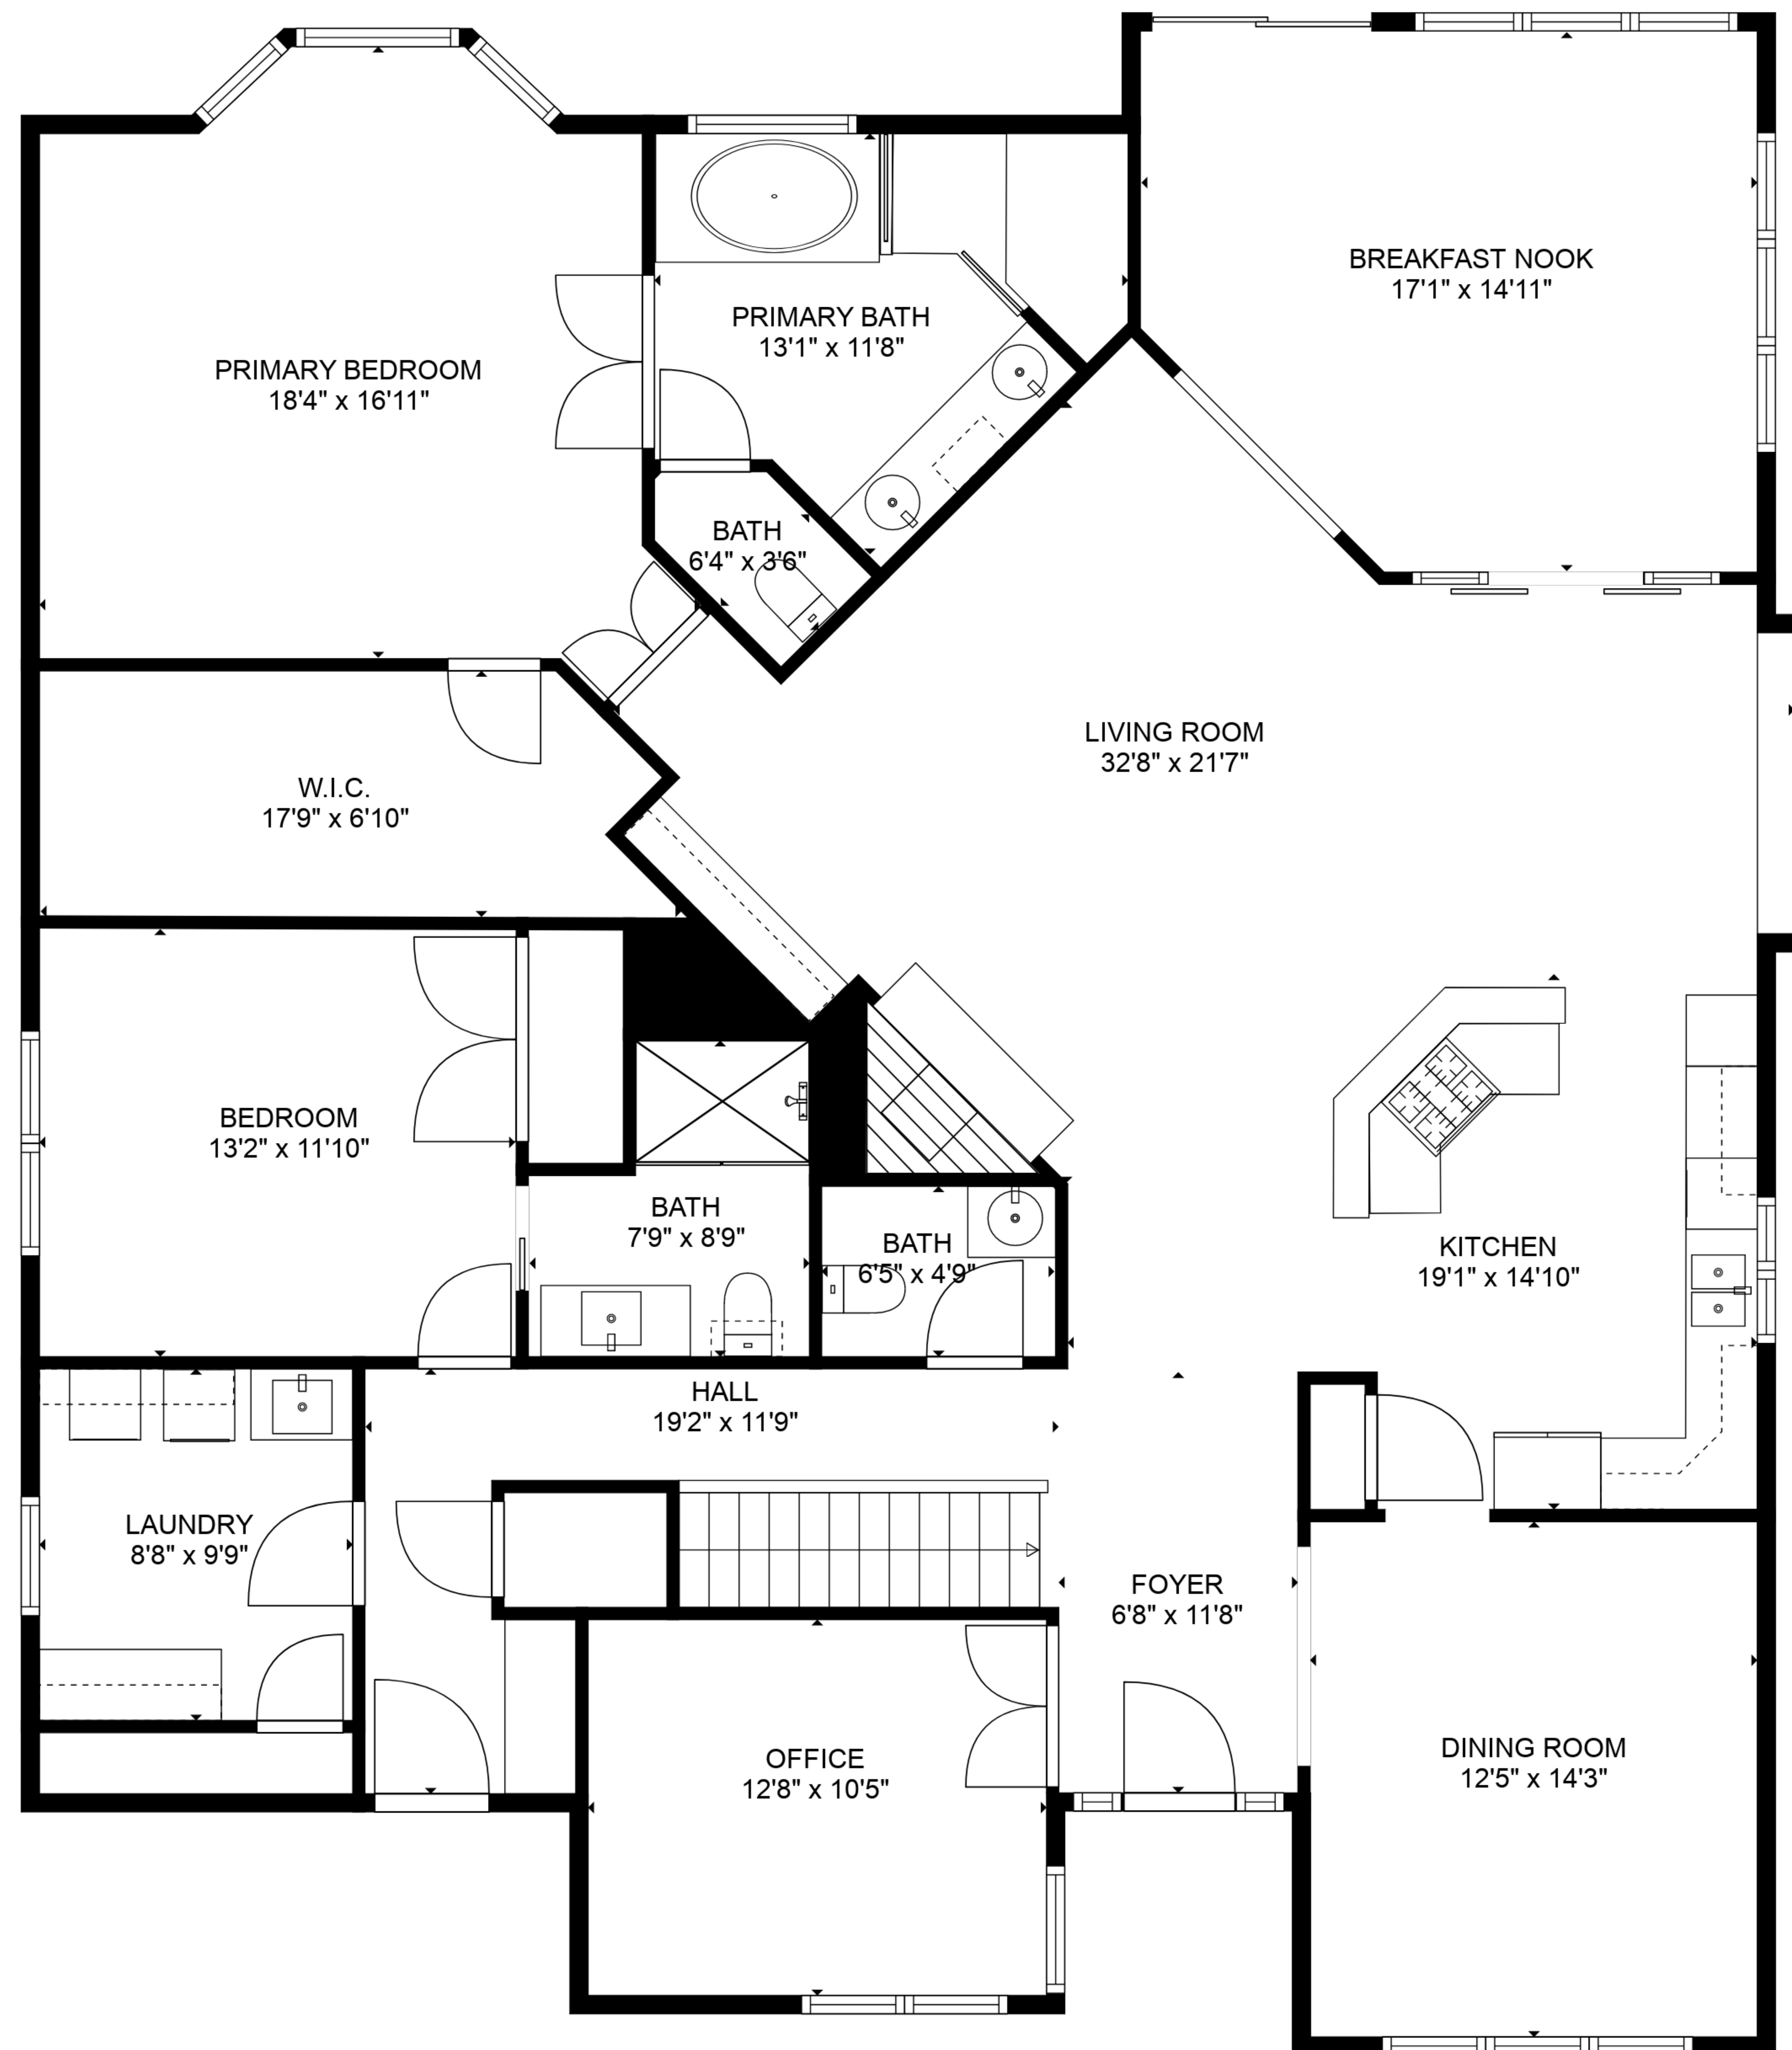 BREAKFAST NOOK
17'1" x 14'11"
PRIMARY BATH
13'1" x 11'8"
PRIMARY BEDROOM
18'4" x 16'11"
BATH
6'4" x 3'6"
LIVING ROOM
32'8" x 21'7"
W.I.C.
17'9" x 6'10"
BEDROOM
13'2" x 11'10"
BATH
7'9" x 8'9"
BATH
6'5" x 4'9"
KITCHEN
19'1" x 14'10"
HALL
19'2" x 11'9"
LAUNDRY
8'8" x 9'9"
FOYER
6'8" x 11'8"
OFFICE
12'8" x 10'5"
DINING ROOM
12'5" x 14'3"